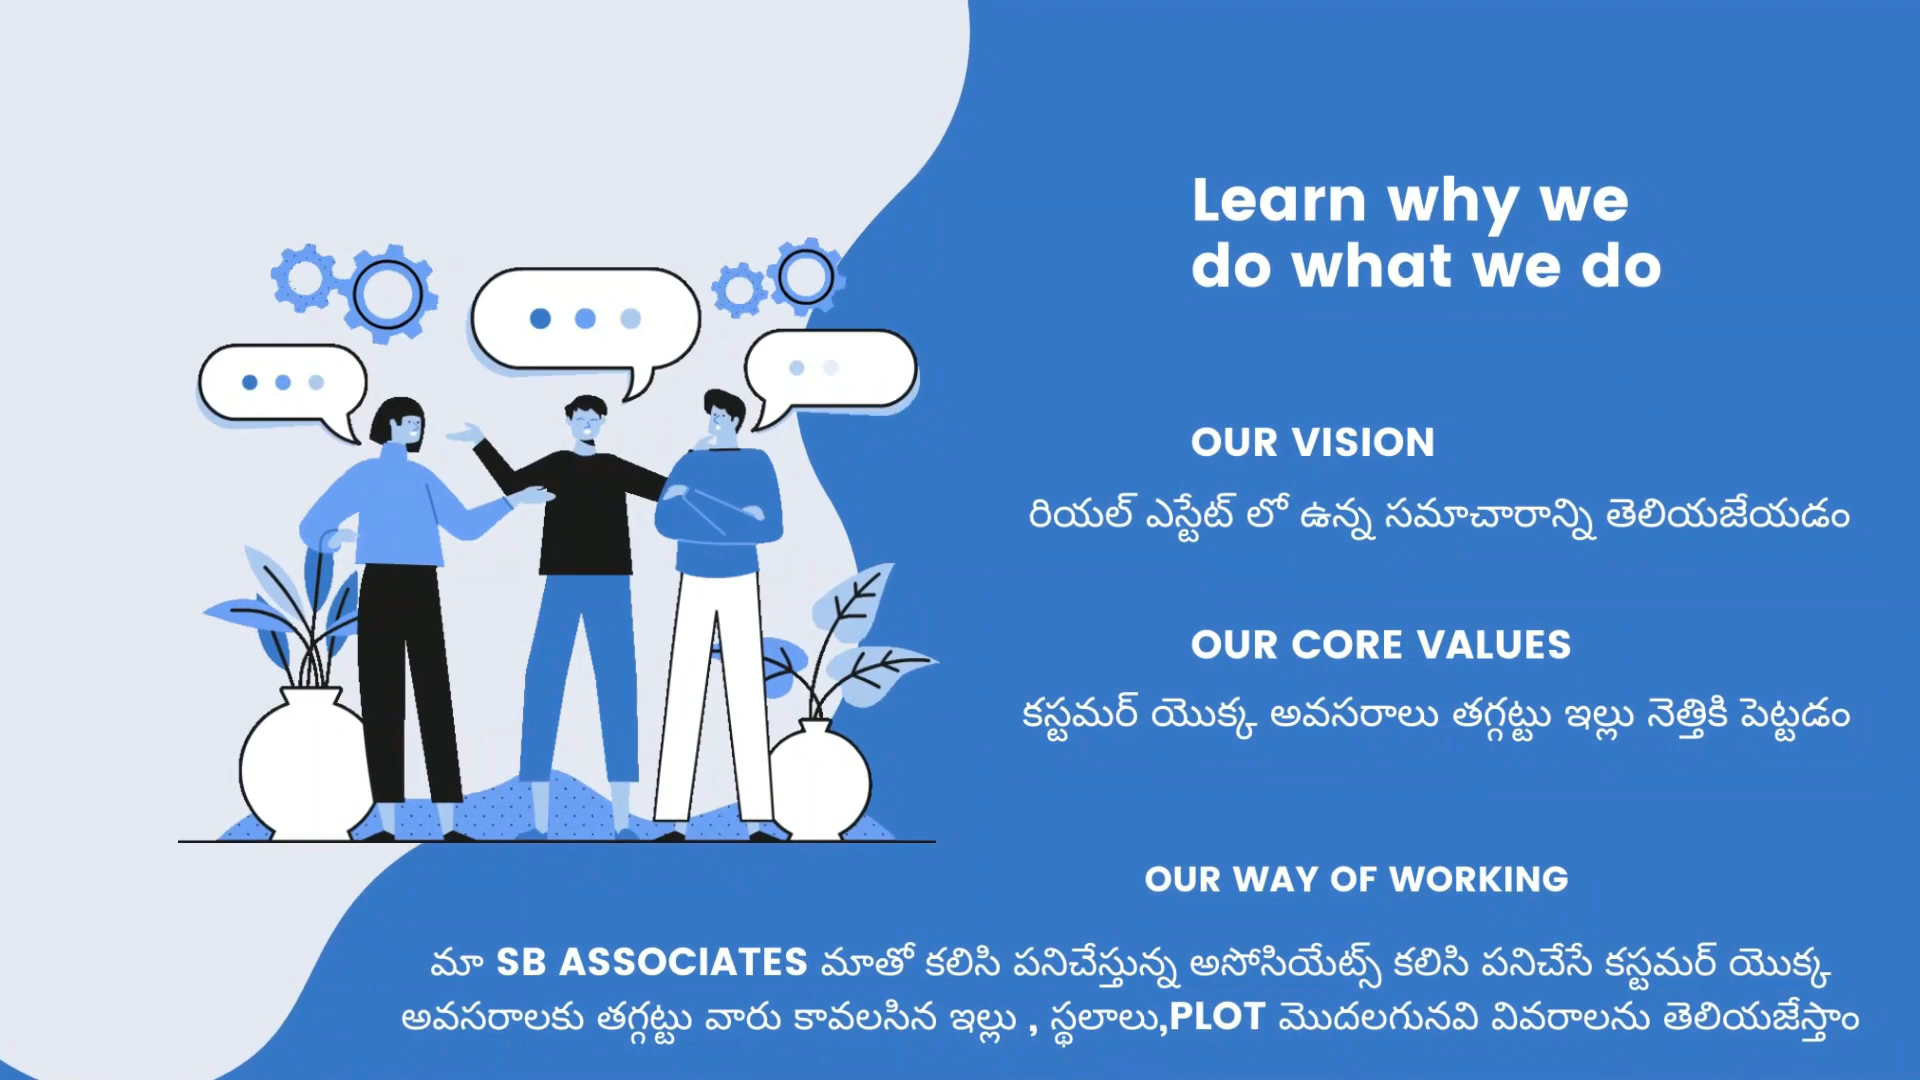 Learn why we
do what we do
OUR VISION
రియల్ ఎస్టేట్ లో ఉన్న సమాచారాన్ని తెలియజేయడం
OUR CORE VALUES
కస్టమర్ యొక్క అవసరాలు తగ్గట్టు ఇల్లు నెత్తికి పెట్టడం
OUR WAY OF WORKING
మా SB ASSOCIATES మాతో కలిసి పనిచేస్తున్న అసోసియేట్స్ కలిసి పనిచేసే కస్టమర్ యొక్క
అవసరాలకు తగ్గట్టు వారు కావలసిన ఇల్లు , స్థలాలు,PLOT మొదలగునవి వివరాలను తెలియజేస్తాం